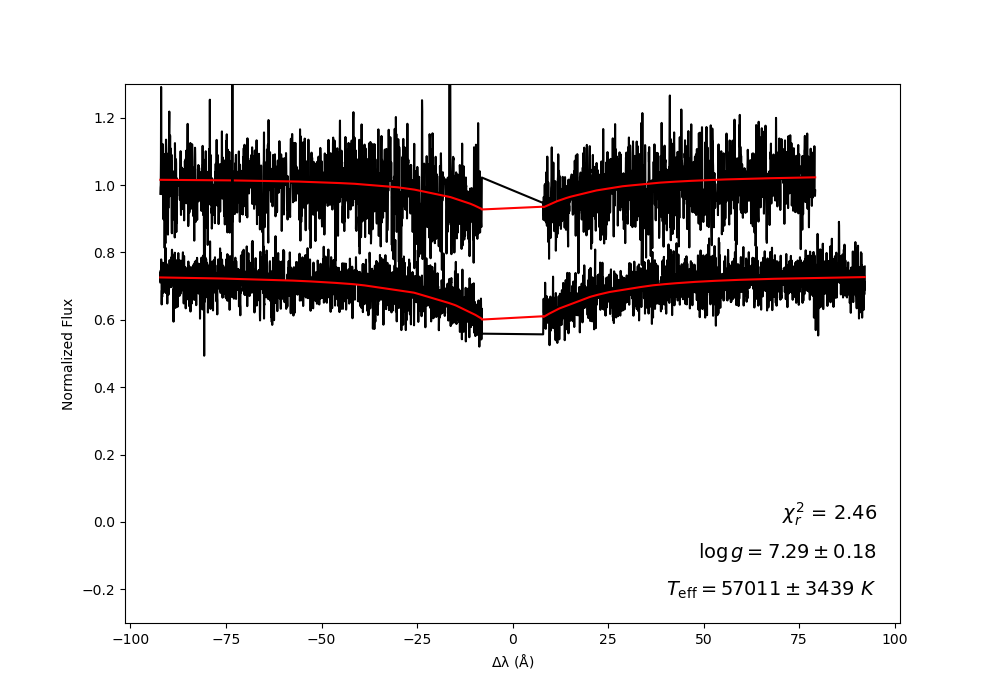 1.2
1.0
0.8
0.6
0.4
0.2
0.0
−0.2
Normalized Flux
χ²ᵣ = 2.46
log g = 7.29 ± 0.18
T_eff = 57011 ± 3439 K
−100 −75 −50 −25 0 25 50 75 100
Δλ (Å)